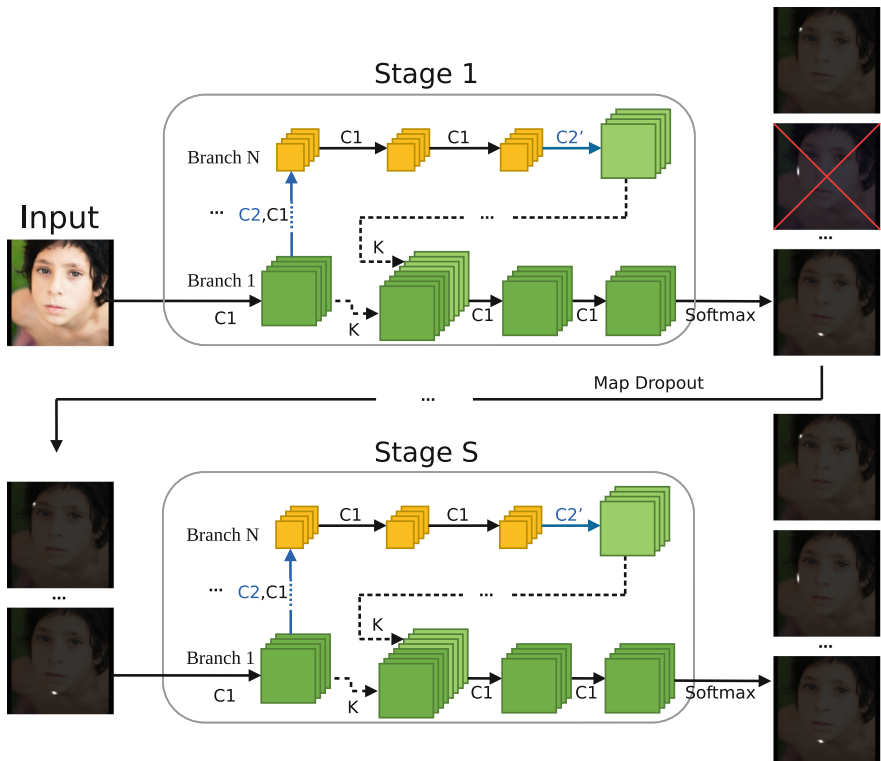 Stage 1
Branch N
C1
C1
C2’
...
C2,C1
...
Input
K
Branch 1
C1
K
C1
C1
Softmax
...
Map Dropout
...
Stage S
Branch N
C1
C1
C2’
...
C2,C1
...
...
K
Branch 1
C1
K
C1
C1
Softmax
...